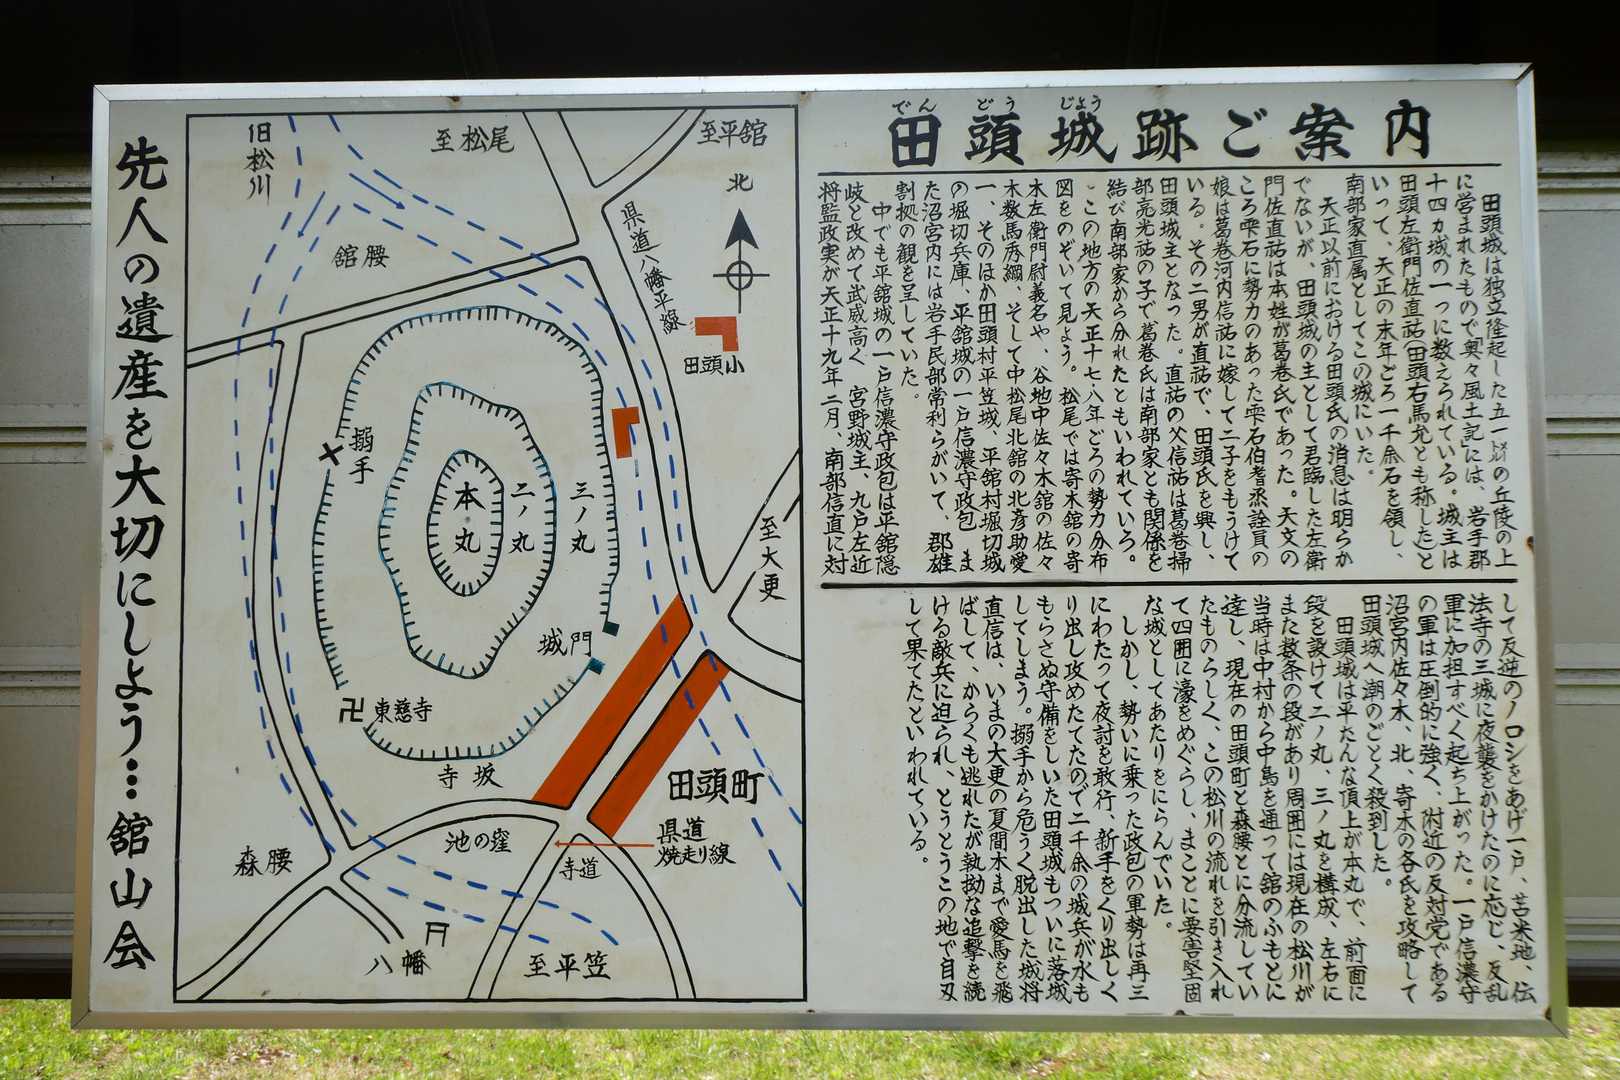 田頭城跡ご案内
でん どう じょう
田頭城は独立隆起した五一㍍の丘陵の上
に営まれたもので「奥々風土記」には、岩手郡
十四カ城の一つに数えられている。城主は
田頭左衛門佐直祐(田頭右馬允とも称した)と
いって、天正の末年ごろ一千余石を領し、
南部家直属としてこの城にいた。
天正以前における田頭氏の消息は明らか
でないが、田頭城の主として君臨した左衛
門佐直祐は本姓が葛巻氏であった。天文の
ころ雫石に勢力のあった雫石伯耆丞詮貞の
娘は葛巻河内信祐に嫁して二子をもうけて
いる。その二男が直祐で、田頭氏を興し、
田頭城主となった。直祐の父信祐は葛巻掃
部亮光祐の子で葛巻氏は南部家とも関係を
結び南部家から分れたともいわれている。
この地方の天正十七・八年ごろの勢力分布
図をのぞいて見よう。松尾では寄木舘の寄
木左衛門尉義名や、谷地中佐々木舘の佐々
木数馬秀綱、そして中松尾北舘の北彦助愛
一、そのほか田頭村平笠城、平舘村堀切城
の堀切兵庫、平舘城の一戸信濃守政包、ま
た沼宮内には岩手民部常利らがいて、郡雄
割拠の観を呈していた。
中でも平舘城の一戸信濃守政包は平舘隠
岐と改めて武威高く、宮野城主、九戸左近
将監政実が天正十九年二月、南部信直に対
して反逆のノロシをあげ一戸、苫米地、伝
法寺の三城に夜襲をかけたのに応じ、反乱
軍に加担すべく起ち上がった。一戸信濃守
の軍は圧倒的に強く、附近の反対党である
沼宮内佐々木、北、寄木の各氏を攻略して
田頭城へ潮のごとく殺到した。
田頭城は平たんな頂上が本丸で、前面に
段を設けて二ノ丸、三ノ丸を構成、左右に
また数条の段があり周囲には現在の松川が
当時は中村から中島を通って舘のふもとに
達し、現在の田頭町と森腰とに分流してい
たものらしく、この松川の流れを引き入れ
て四囲に濠をめぐらし、まことに要害堅固
な城としてあたりをにらんでいた。
しかし、勢いに乗った政包の軍勢は再三
にわたって夜討を敢行、新手をくり出しく
り出し攻めたてたので二千余の城兵が水も
もらさぬ守備をしいた田頭城もついに落城
してしまう。搦手から危うく脱出した城将
直信は、いまの大更の夏間木まで愛馬を飛
ばして、からくも逃れたが執拗な追撃を続
ける敵兵に迫られ、とうとうこの地で自刃
して果てたといわれている。
旧松川
至松尾
至平舘
北
舘腰
県道八幡平線
田頭小
搦手
本丸
二ノ丸
三ノ丸
至大更
城門
卍 東慈寺
寺坂
田頭町
池の窪
県道
焼走り線
寺道
森腰
八幡
至平笠
先人の遺産を大切にしよう…舘山会